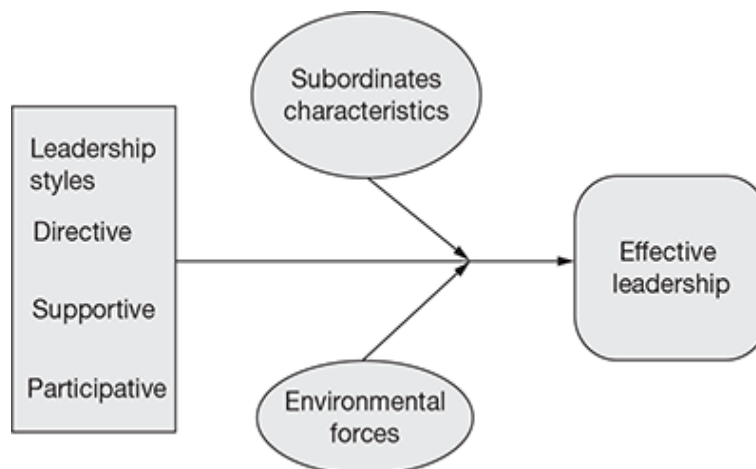 Subordinates
characteristics
Leadership
styles
Directive
Supportive
Participative
Effective
leadership
Environmental
forces